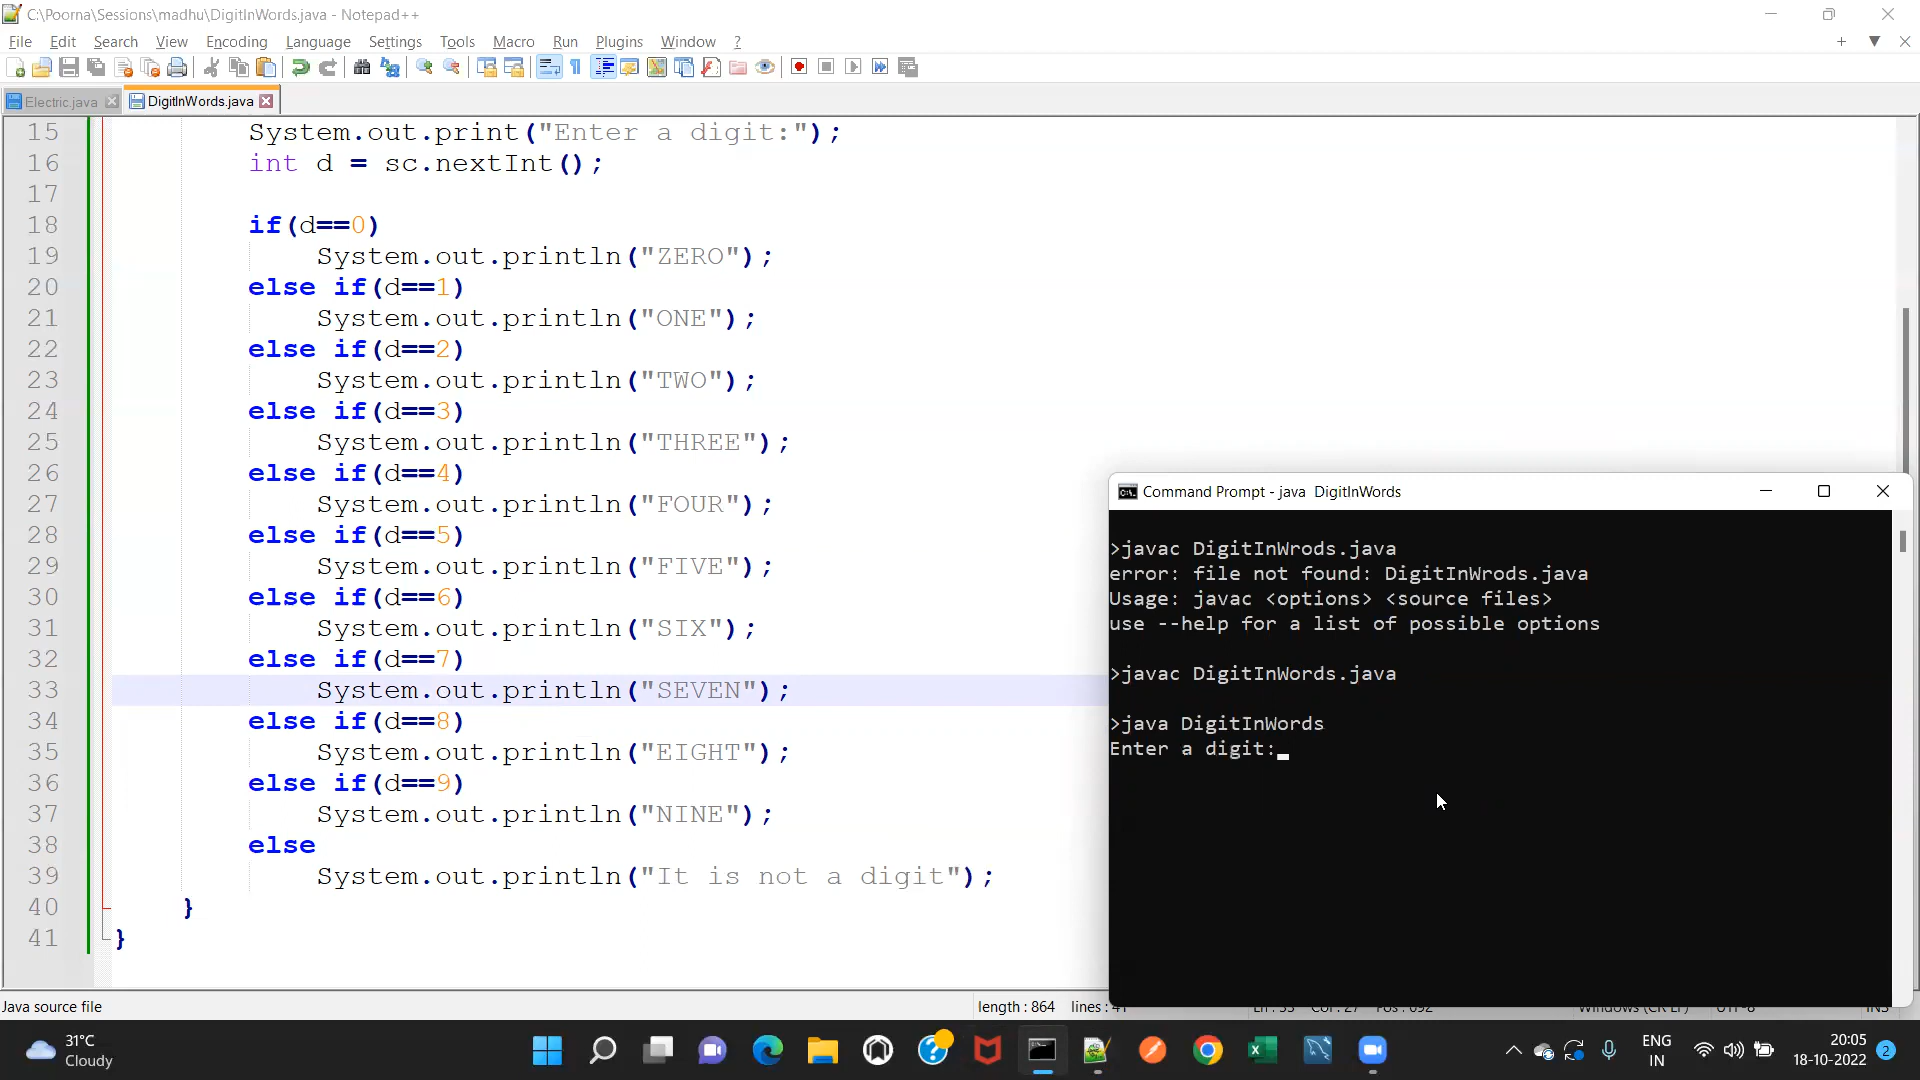 C:\Poorna\Sessions\madhu\DigitInWords.java - Notepad++
File Edit Search View Encoding Language Settings Tools Macro Run Plugins Window ?
Electric.java DigitInWords.java
15 System.out.print("Enter a digit:");
16 int d = sc.nextInt();
17
18 if(d==0)
19 System.out.println("ZERO");
20 else if(d==1)
21 System.out.println("ONE");
22 else if(d==2)
23 System.out.println("TWO");
24 else if(d==3)
25 System.out.println("THREE");
26 else if(d==4)
27 System.out.println("FOUR");
28 else if(d==5)
29 System.out.println("FIVE");
30 else if(d==6)
31 System.out.println("SIX");
32 else if(d==7)
33 System.out.println("SEVEN");
34 else if(d==8)
35 System.out.println("EIGHT");
36 else if(d==9)
37 System.out.println("NINE");
38 else
39 System.out.println("It is not a digit");
40 }
41 }
Command Prompt - java DigitInWords
>javac DigitInWrods.java
error: file not found: DigitInWrods.java
Usage: javac <options> <source files>
use --help for a list of possible options
>javac DigitInWords.java
>java DigitInWords
Enter a digit:
Java source file length : 864 lines :
31°C
Cloudy
ENG
IN
20:05
18-10-2022
2